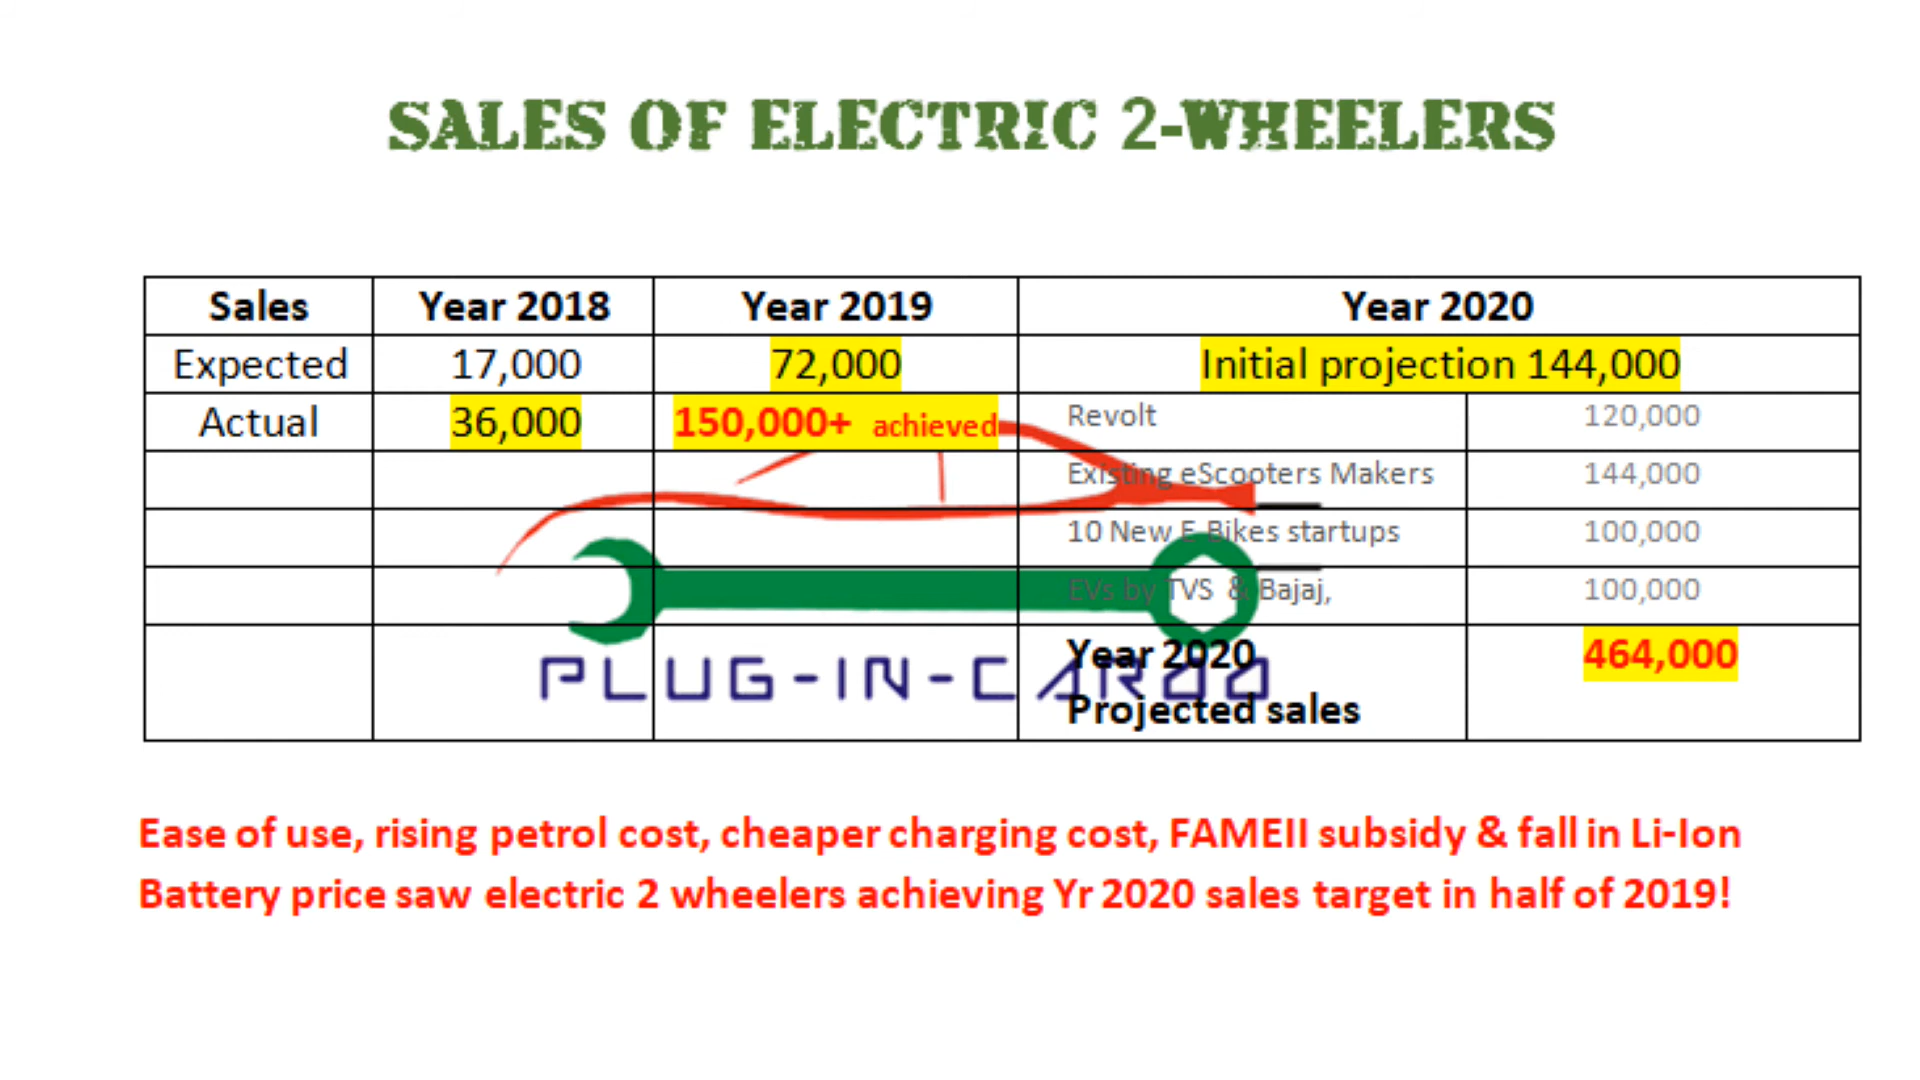 SALES OF ELECTRIC 2-WHEELERS
Sales Year 2018 Year 2019 Year 2020
Expected 17,000 72,000 Initial projection 144,000
Actual 36,000 150,000+ achieved Revolt 120,000
Existing eScooters Makers 144,000
10 New E-Bikes startups 100,000
EVs by TVS & Bajaj, 100,000
Year 2020 464,000
PLUG-IN-CAROO
Projected sales
Ease of use, rising petrol cost, cheaper charging cost, FAMEII subsidy & fall in Li-Ion
Battery price saw electric 2 wheelers achieving Yr 2020 sales target in half of 2019!